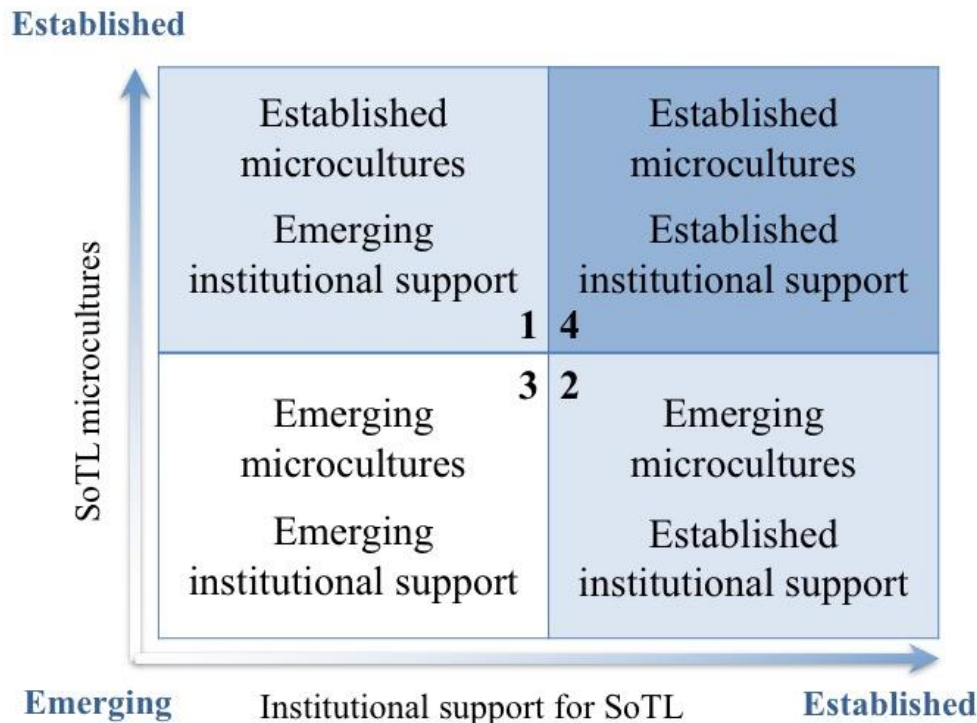 Established
Established
microcultures
Emerging
institutional support
1
Established
microcultures
Established
institutional support
4
SoTL microcultures
3
Emerging
microcultures
Emerging
institutional support
2
Emerging
microcultures
Established
institutional support
Emerging
Institutional support for SoTL
Established